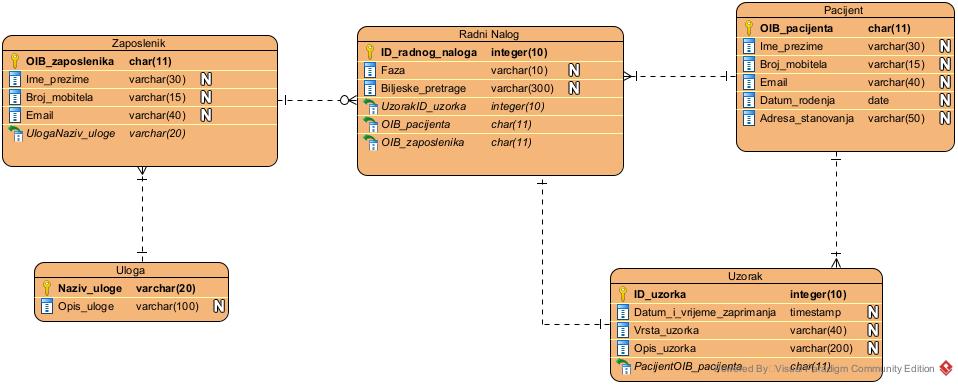 Zaposlenik
OIB_zaposlenika char(11)
Ime_prezime varchar(30) N
Broj_mobitela varchar(15) N
Email varchar(40) N
UlogaNaziv_uloge varchar(20)
Radni Nalog
ID_radnog_naloga integer(10)
Faza varchar(10) N
Biljeske_pretrage varchar(300) N
UzorakID_uzorka integer(10)
OIB_pacijenta char(11)
OIB_zaposlenika char(11)
Pacijent
OIB_pacijenta char(11)
Ime_prezime varchar(30) N
Broj_mobitela varchar(15) N
Email varchar(40) N
Datum_rodenja date N
Adresa_stanovanja varchar(50) N
Uloga
Naziv_uloge varchar(20)
Opis_uloge varchar(100) N
Uzorak
ID_uzorka integer(10)
Datum_i_vrijeme_zaprimanja timestamp N
Vrsta_uzorka varchar(40) N
Opis_uzorka varchar(200) N
PacijentOIB_pacijenta char(11)
Powered By Visual Paradigm Community Edition